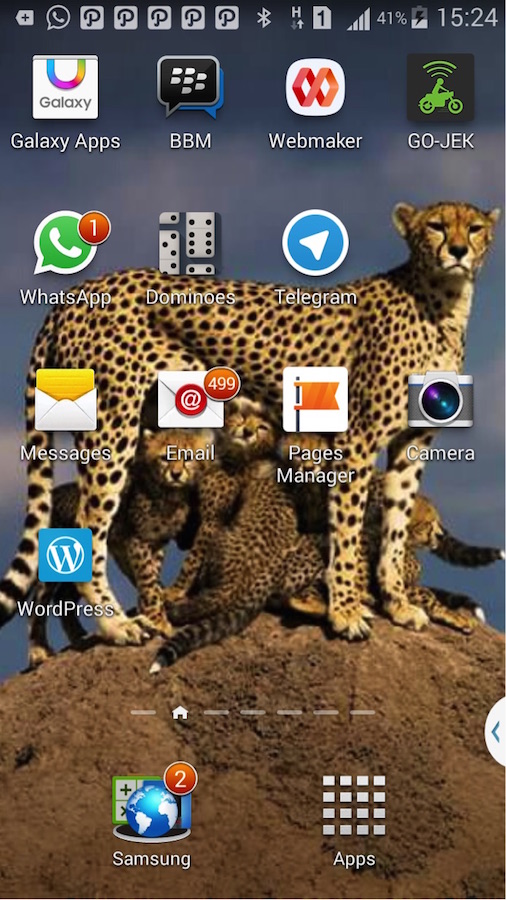 H 1 41% 15:24
Galaxy
Galaxy Apps BBM Webmaker GO-JEK
1
WhatsApp Dominoes Telegram
499
@
Messages Email Pages Manager Camera
WordPress
2
Samsung Apps